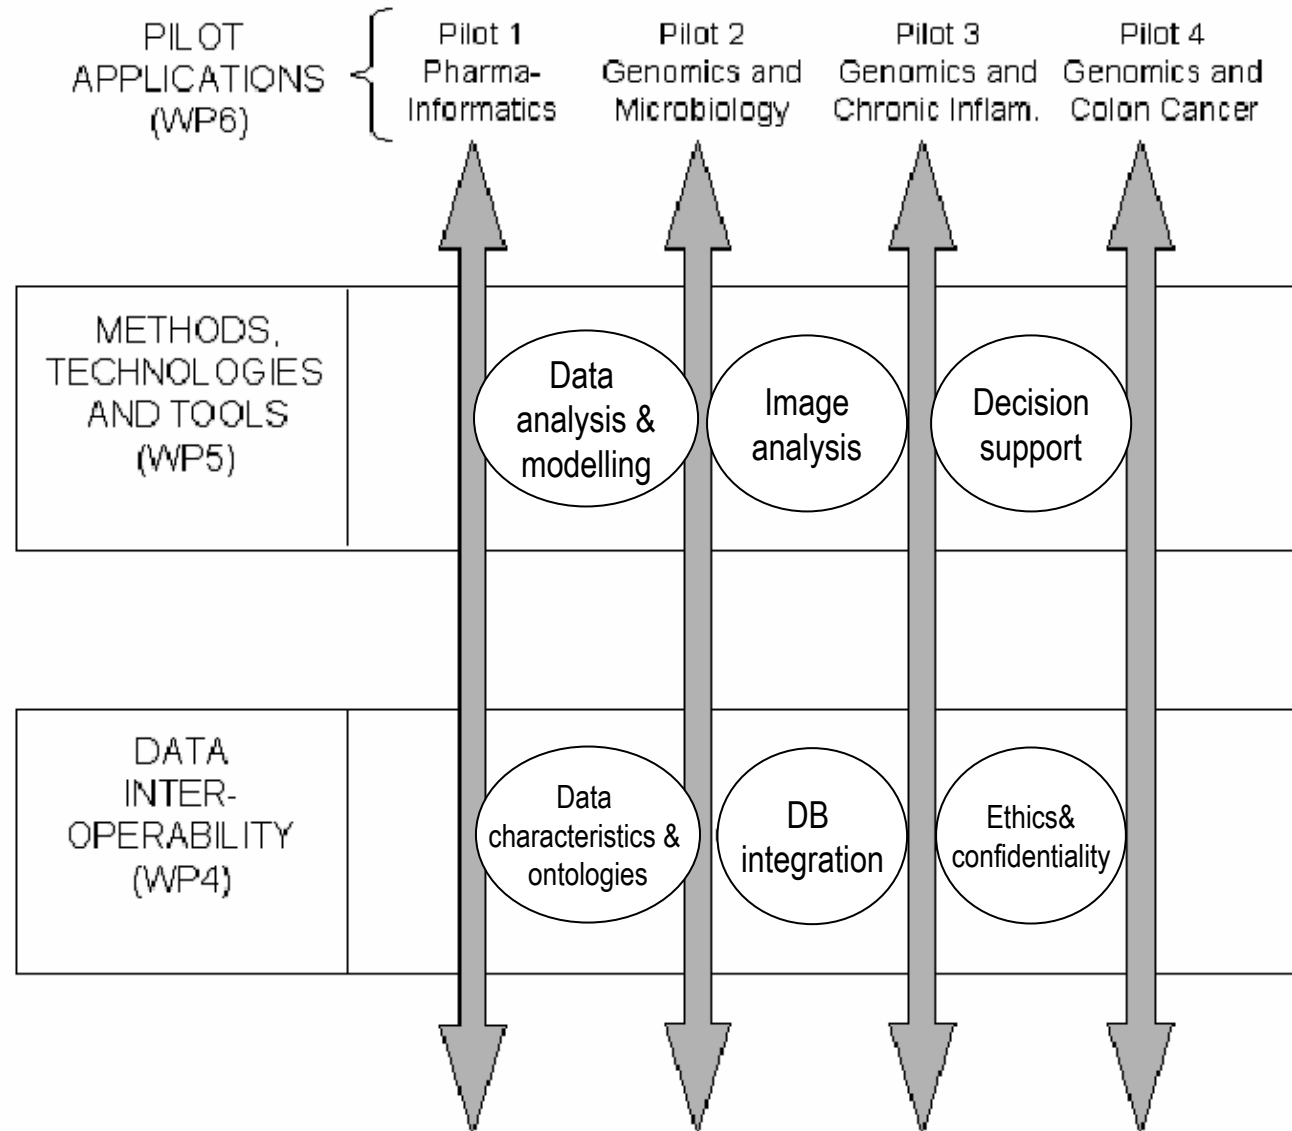 PILOT
APPLICATIONS
(WP6)
Pilot 1
Pharma-
Informatics
Pilot 2
Genomics and
Microbiology
Pilot 3
Genomics and
Chronic Inflam.
Pilot 4
Genomics and
Colon Cancer
METHODS,
TECHNOLOGIES
AND TOOLS
(WP5)
Data
analysis &
modelling
Image
analysis
Decision
support
DATA
INTER-
OPERABILITY
(WP4)
Data
characteristics &
ontologies
DB
integration
Ethics&
confidentiality